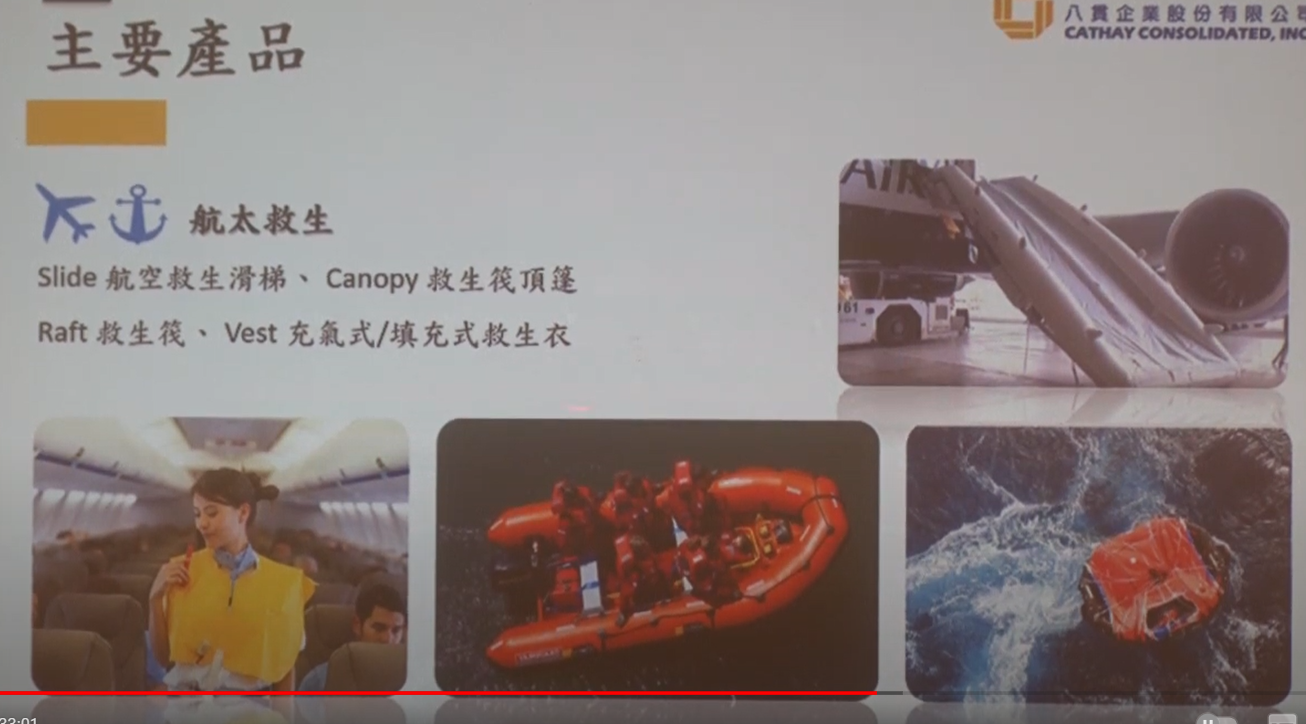 主要產品
八貫企業股份有限公司
CATHAY CONSOLIDATED, INC
航太救生
Slide 航空救生滑梯、 Canopy 救生筏頂篷
Raft 救生筏、 Vest 充氣式/填充式救生衣
AiR
61
33:01